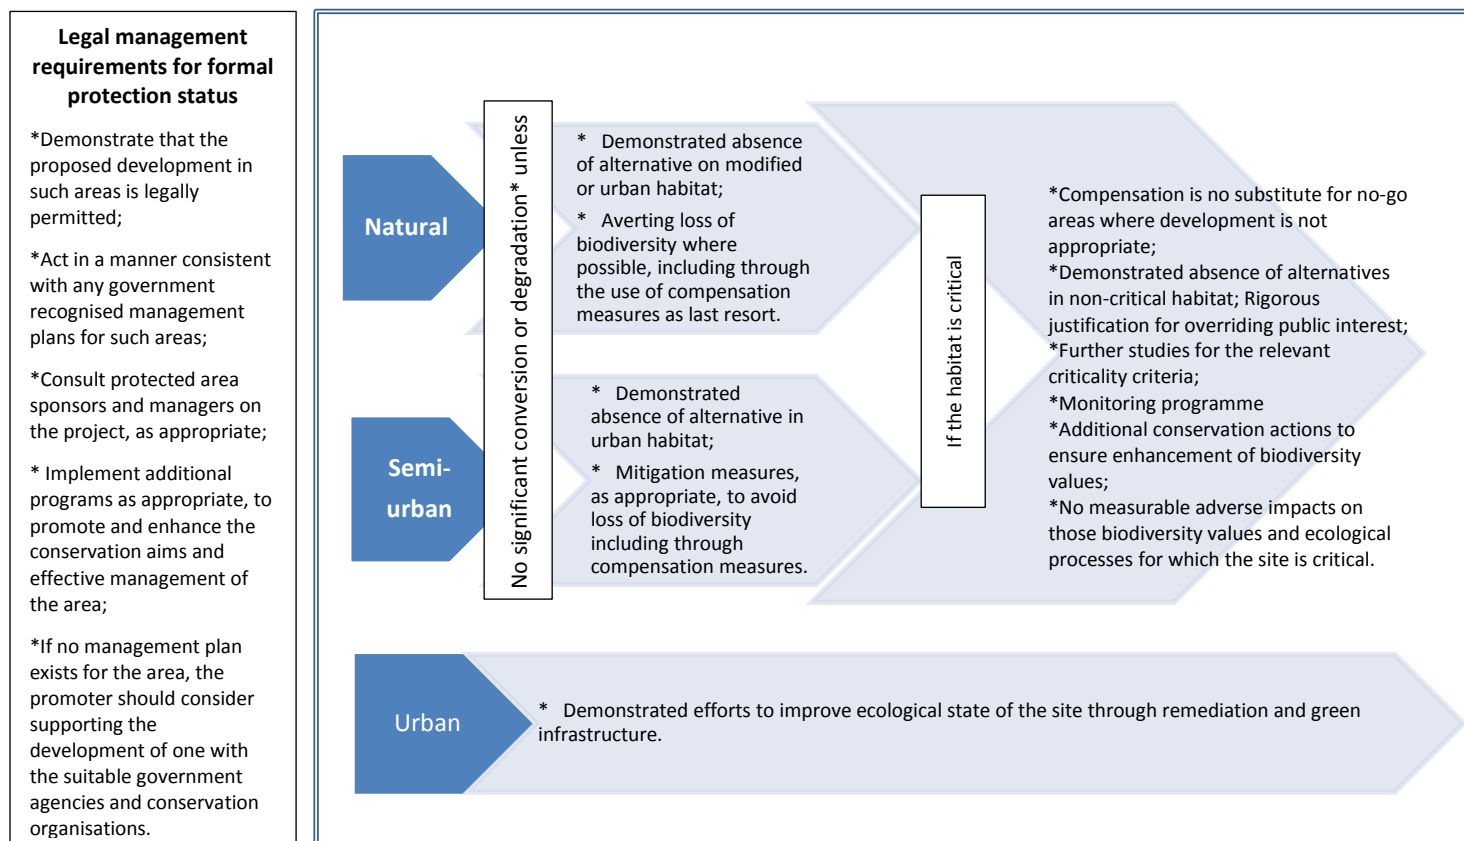 Legal management
requirements for formal
protection status
*Demonstrate that the
proposed development in
such areas is legally
permitted;
*Act in a manner consistent
with any government
recognised management
plans for such areas;
*Consult protected area
sponsors and managers on
the project, as appropriate;
* Implement additional
programs as appropriate, to
promote and enhance the
conservation aims and
effective management of
the area;
*If no management plan
exists for the area, the
promoter should consider
supporting the
development of one with
the suitable government
agencies and conservation
organisations.
Natural
No significant conversion or degradation* unless
* Demonstrated absence
of alternative on modified
or urban habitat;
* Averting loss of
biodiversity where
possible, including through
the use of compensation
measures as last resort.
Semi-
urban
* Demonstrated
absence of alternative in
urban habitat;
* Mitigation measures,
as appropriate, to avoid
loss of biodiversity
including through
compensation measures.
If the habitat is critical
*Compensation is no substitute for no-go
areas where development is not
appropriate;
*Demonstrated absence of alternatives
in non-critical habitat; Rigorous
justification for overriding public interest;
*Further studies for the relevant
criticality criteria;
*Monitoring programme
*Additional conservation actions to
ensure enhancement of biodiversity
values;
*No measurable adverse impacts on
those biodiversity values and ecological
processes for which the site is critical.
Urban
* Demonstrated efforts to improve ecological state of the site through remediation and green
infrastructure.